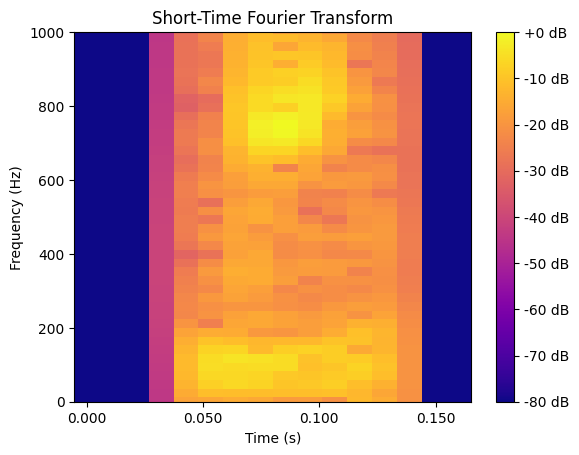 Short-Time Fourier Transform
1000
800
600
400
200
0
Frequency (Hz)
0.000
0.050
0.100
0.150
Time (s)
+0 dB
-10 dB
-20 dB
-30 dB
-40 dB
-50 dB
-60 dB
-70 dB
-80 dB